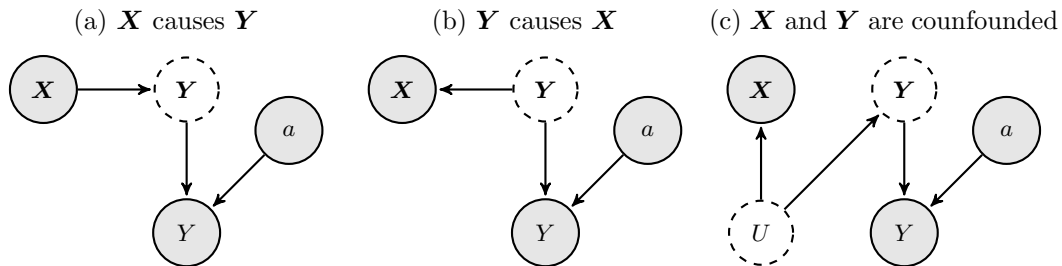 (a) X causes Y
(b) Y causes X
(c) X and Y are counfounded
X
Y
a
Y
X
Y
a
Y
X
Y
a
U
Y